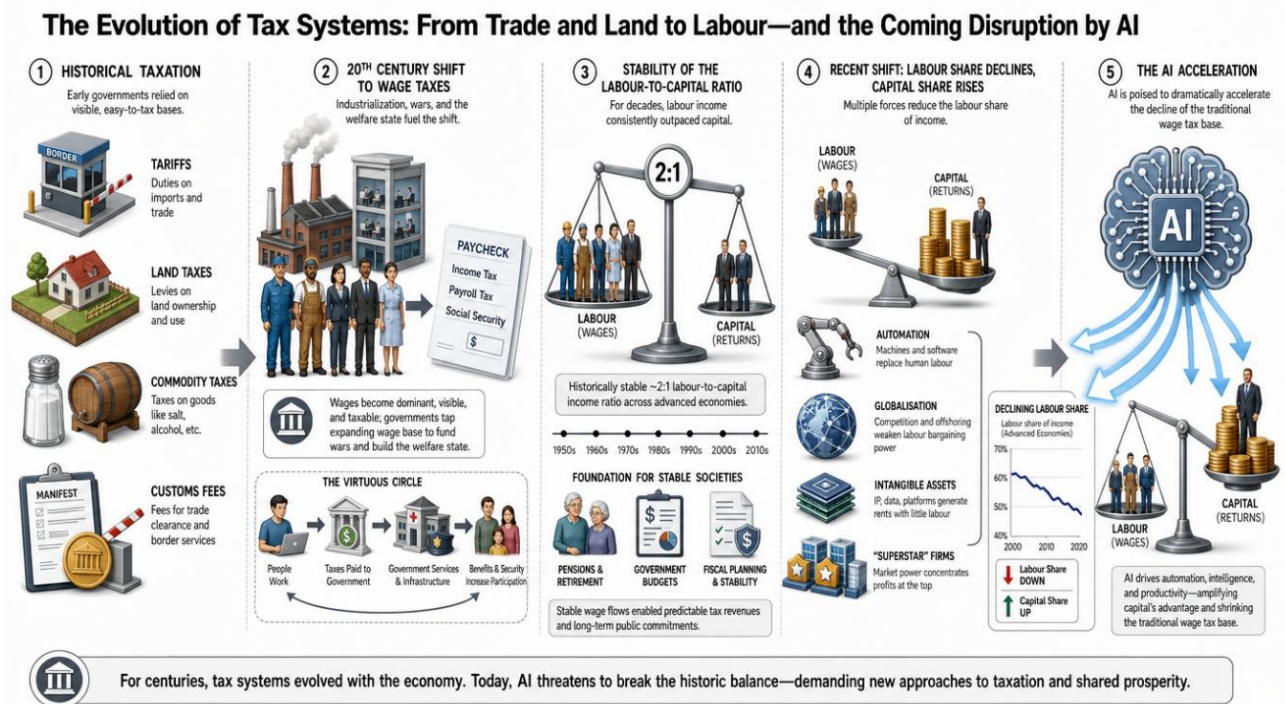 The Evolution of Tax Systems: From Trade and Land to Labour—and the Coming Disruption by AI
1
HISTORICAL TAXATION
Early governments relied on
visible, easy-to-tax bases.
BORDER
TARIFFS
Duties on
imports and
trade
LAND TAXES
Levies on
land ownership
and use
COMMODITY TAXES
Taxes on goods
like salt,
alcohol, etc.
MANIFEST
CUSTOMS FEES
Fees for trade
clearance and
border services
2
20TH CENTURY SHIFT
TO WAGE TAXES
Industrialization, wars, and the
welfare state fuel the shift.
PAYCHECK
Income Tax
Payroll Tax
Social Security
$
Wages become dominant, visible,
and taxable; governments tap
expanding wage base to fund
wars and build the welfare state.
THE VIRTUOUS CIRCLE
$
People
Work
Taxes Paid to
Government
Government Services
& Infrastructure
Benefits & Security
Increase Participation
3
STABILITY OF THE
LABOUR-TO-CAPITAL RATIO
For decades, labour income
consistently outpaced capital.
2:1
LABOUR
(WAGES)
CAPITAL
(RETURNS)
Historically stable ~2:1 labour-to-capital
income ratio across advanced economies.
1950s 1960s 1970s 1980s 1990s 2000s 2010s
FOUNDATION FOR STABLE SOCIETIES
$
PENSIONS &
RETIREMENT
GOVERNMENT
BUDGETS
FISCAL PLANNING
& STABILITY
Stable wage flows enabled predictable tax revenues
and long-term public commitments.
4
RECENT SHIFT: LABOUR SHARE DECLINES,
CAPITAL SHARE RISES
Multiple forces reduce the labour share
of income.
LABOUR
(WAGES)
CAPITAL
(RETURNS)
AUTOMATION
Machines and software
replace human labour
GLOBALISATION
Competition and offshoring
weaken labour bargaining
power
INTANGIBLE ASSETS
IP, data, platforms generate
rents with little labour
"SUPERSTAR" FIRMS
Market power concentrates
profits at the top
DECLINING LABOUR SHARE
Labour share of income
(Advanced Economies)
70%
60%
50%
40%
2000 2010 2020
Labour Share
DOWN
Capital Share
UP
5
THE AI ACCELERATION
AI is poised to dramatically accelerate
the decline of the traditional
wage tax base.
AI
LABOUR
(WAGES)
CAPITAL
(RETURNS)
AI drives automation, intelligence,
and productivity—amplifying
capital's advantage and shrinking
the traditional wage tax base.
For centuries, tax systems evolved with the economy. Today, AI threatens to break the historic balance—demanding new approaches to taxation and shared prosperity.